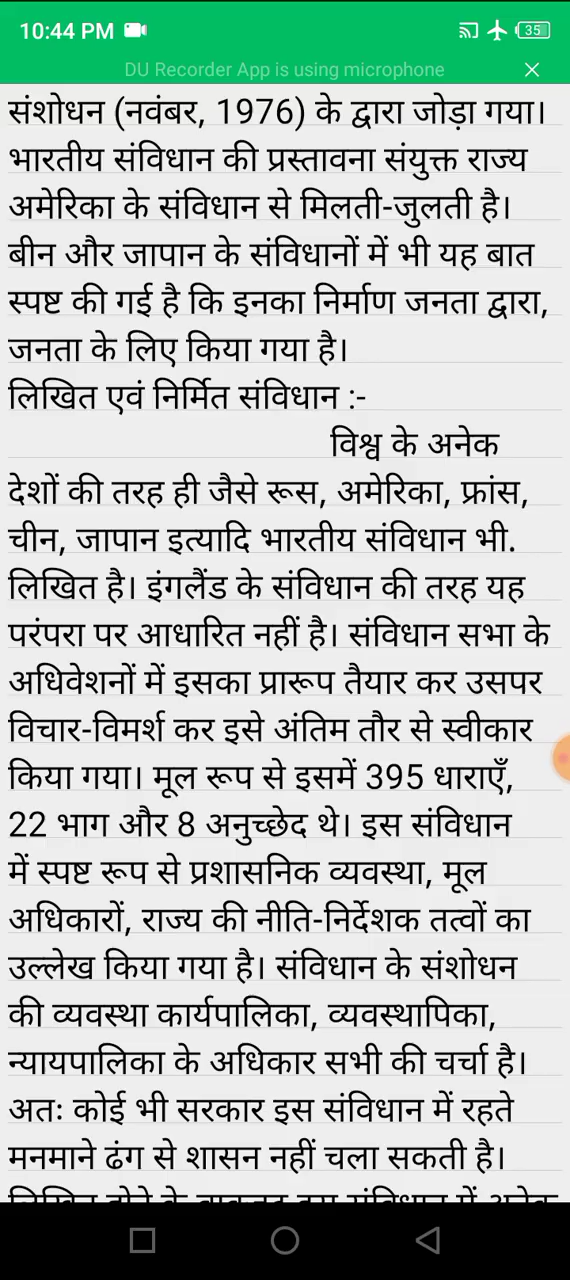 10:44 PM
35
DU Recorder App is using microphone
संशोधन (नवंबर, 1976) के द्वारा जोड़ा गया।
भारतीय संविधान की प्रस्तावना संयुक्त राज्य
अमेरिका के संविधान से मिलती-जुलती है।
बीन और जापान के संविधानों में भी यह बात
स्पष्ट की गई है कि इनका निर्माण जनता द्वारा,
जनता के लिए किया गया है।
लिखित एवं निर्मित संविधान :-
विश्व के अनेक
देशों की तरह ही जैसे रूस, अमेरिका, फ्रांस,
चीन, जापान इत्यादि भारतीय संविधान भी.
लिखित है। इंगलैंड के संविधान की तरह यह
परंपरा पर आधारित नहीं है। संविधान सभा के
अधिवेशनों में इसका प्रारूप तैयार कर उसपर
विचार-विमर्श कर इसे अंतिम तौर से स्वीकार
किया गया। मूल रूप से इसमें 395 धाराएँ,
22 भाग और 8 अनुच्छेद थे। इस संविधान
में स्पष्ट रूप से प्रशासनिक व्यवस्था, मूल
अधिकारों, राज्य की नीति-निर्देशक तत्वों का
उल्लेख किया गया है। संविधान के संशोधन
की व्यवस्था कार्यपालिका, व्यवस्थापिका,
न्यायपालिका के अधिकार सभी की चर्चा है।
अतः कोई भी सरकार इस संविधान में रहते
मनमाने ढंग से शासन नहीं चला सकती है।